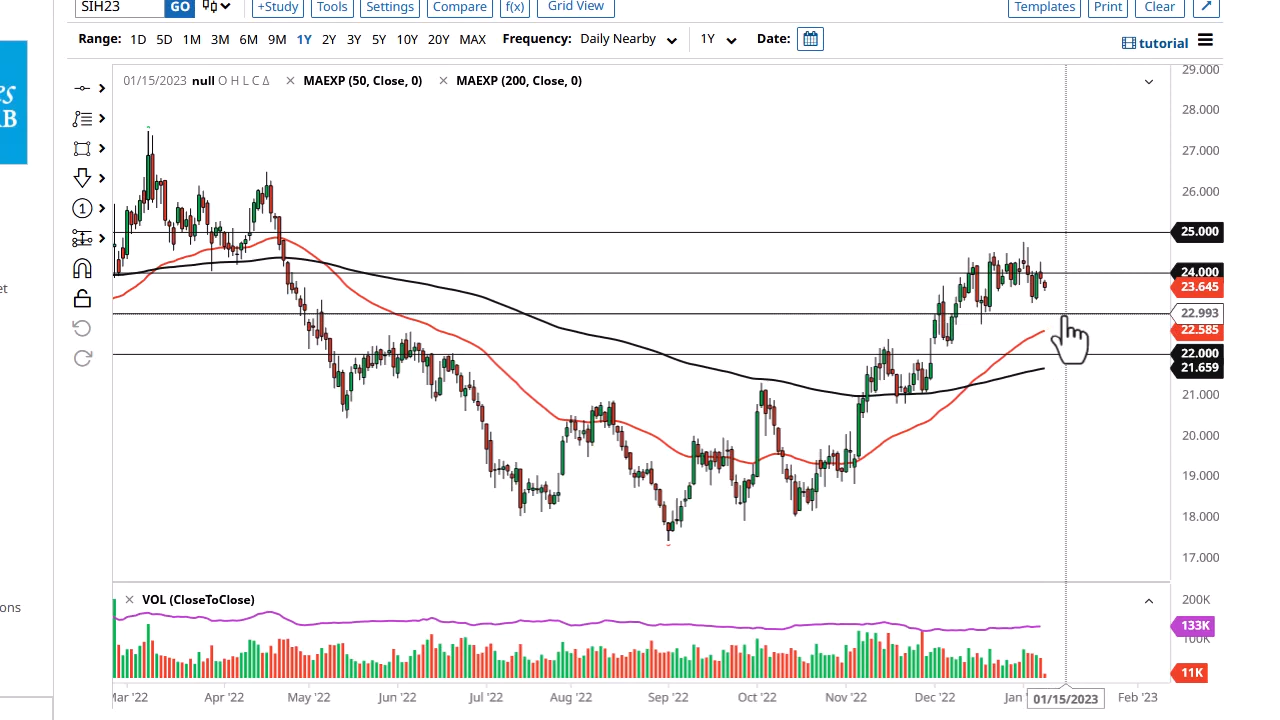 SIH23 GO +Study Tools Settings Compare f(x) Grid View Templates Print Clear
Range: 1D 5D 1M 3M 6M 9M 1Y 2Y 3Y 5Y 10Y 20Y MAX Frequency: Daily Nearby 1Y Date: tutorial
01/15/2023 null O H L C Δ × MAEXP (50, Close, 0) × MAEXP (200, Close, 0)
29.000
28.000
27.000
26.000
25.000
24.000
23.645
22.993
22.585
22.000
21.659
21.000
20.000
19.000
18.000
17.000
es
AB
1
et
ons
× VOL (CloseToClose)
200K
133K
11K
Mar '22 Apr '22 May '22 Jun '22 Jul '22 Aug '22 Sep '22 Oct '22 Nov '22 Dec '22 Jan 01/15/2023 Feb '23